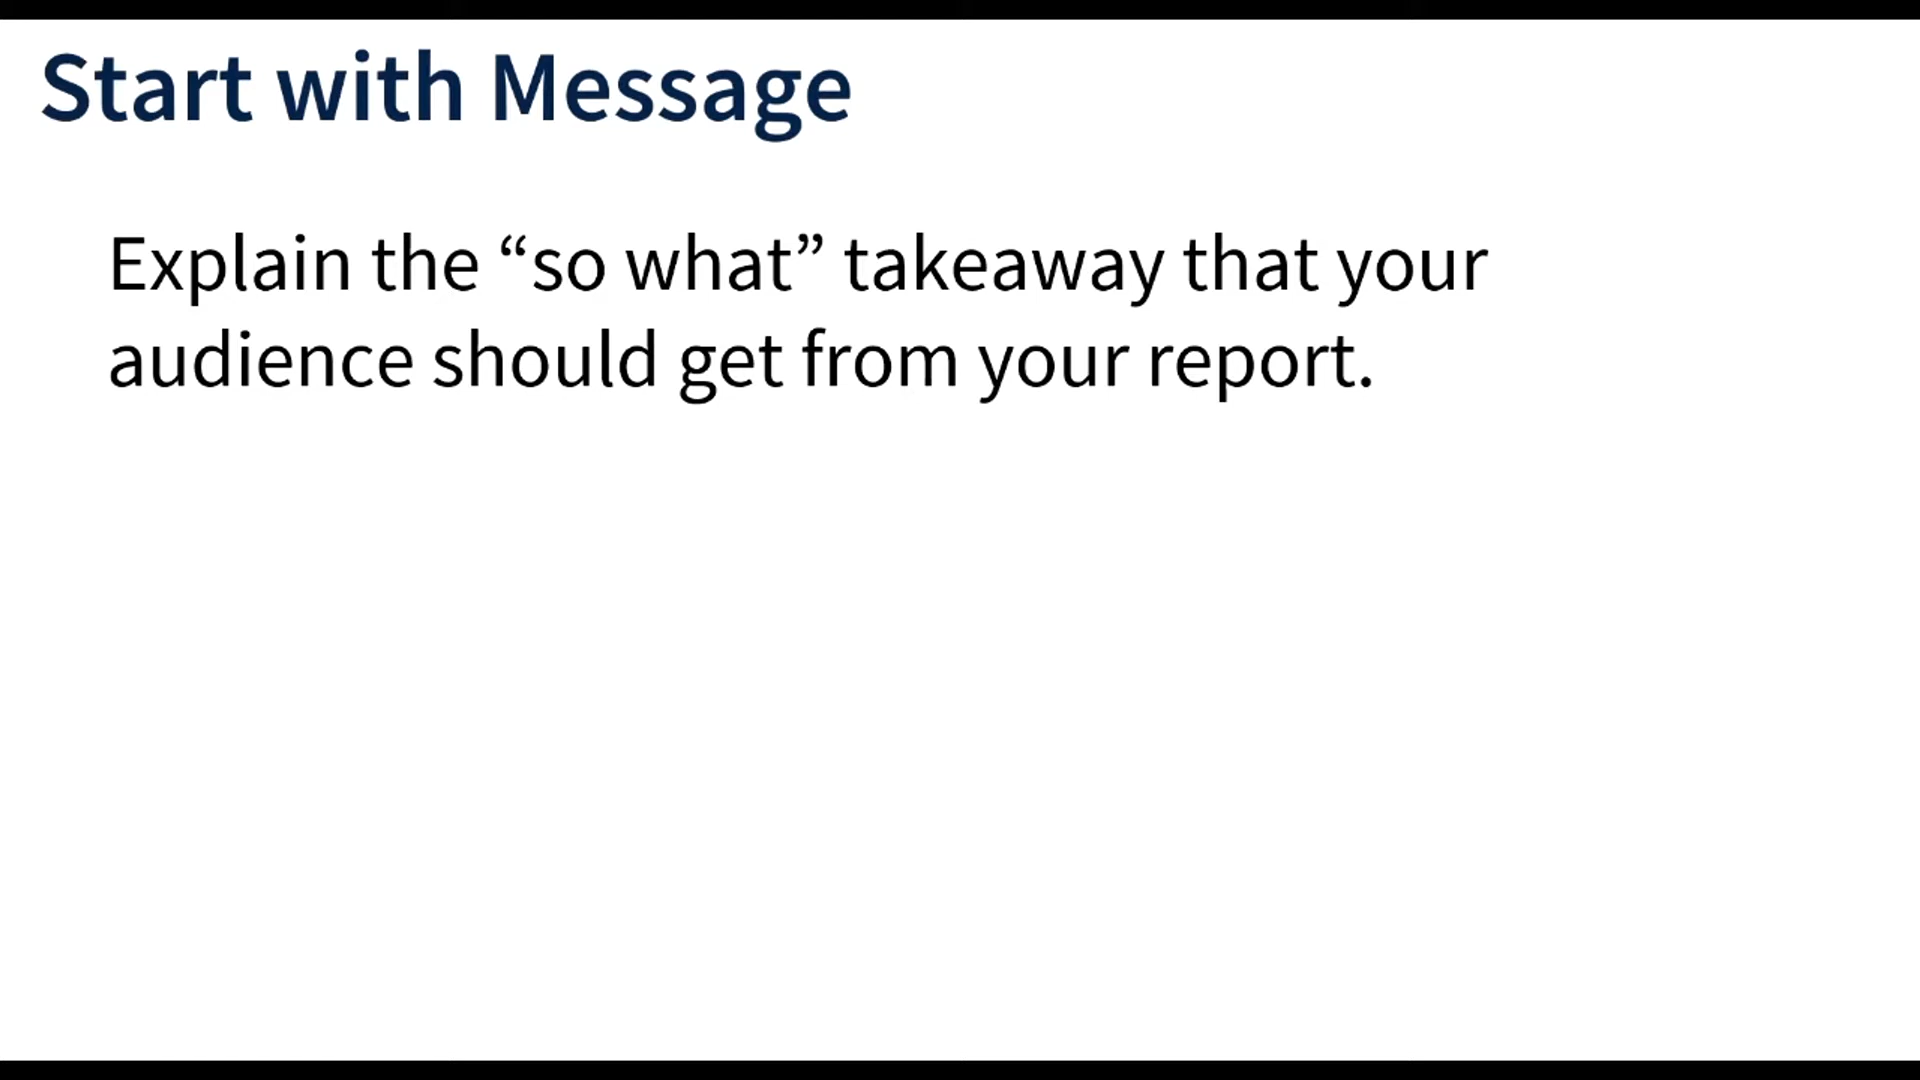 Start with Message
Explain the “so what” takeaway that your
audience should get from your report.